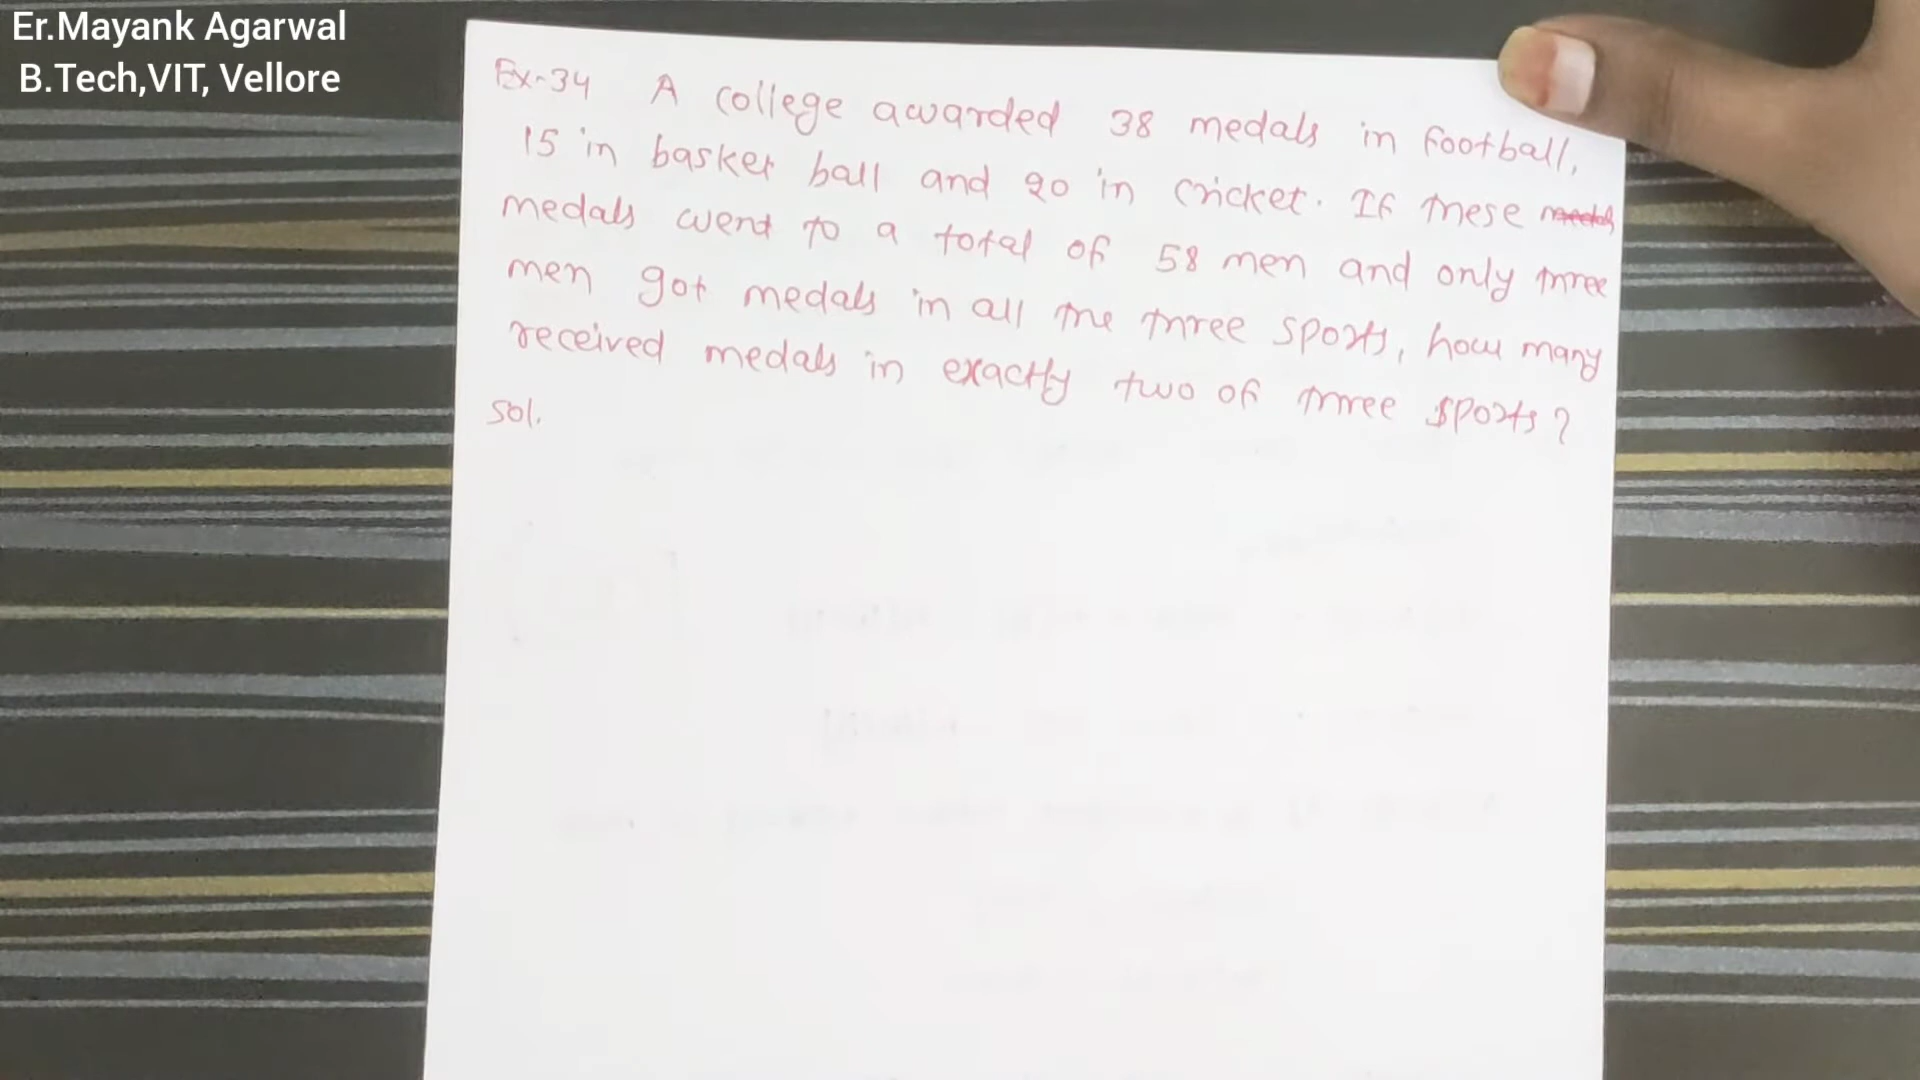 Er.Mayank Agarwal
B.Tech,VIT, Vellore
Ex-34 A college awarded 38 medals in football,
15 in basket ball and 20 in cricket. If these
medals went to a total of 58 men and only three
men got medals in all the three sports, how many
received medals in exactly two of three sports?
Sol.